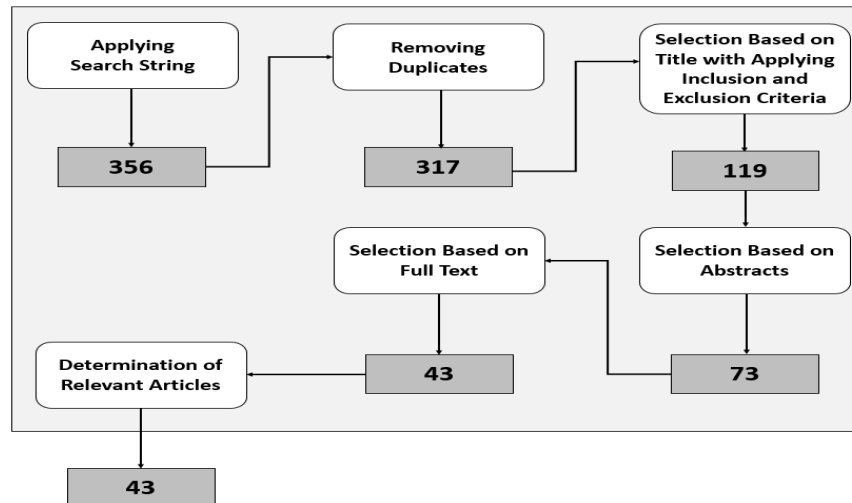 Applying
Search String
356
Removing
Duplicates
317
Selection Based on
Title with Applying
Inclusion and
Exclusion Criteria
119
Selection Based on
Abstracts
73
Selection Based on
Full Text
43
Determination of
Relevant Articles
43